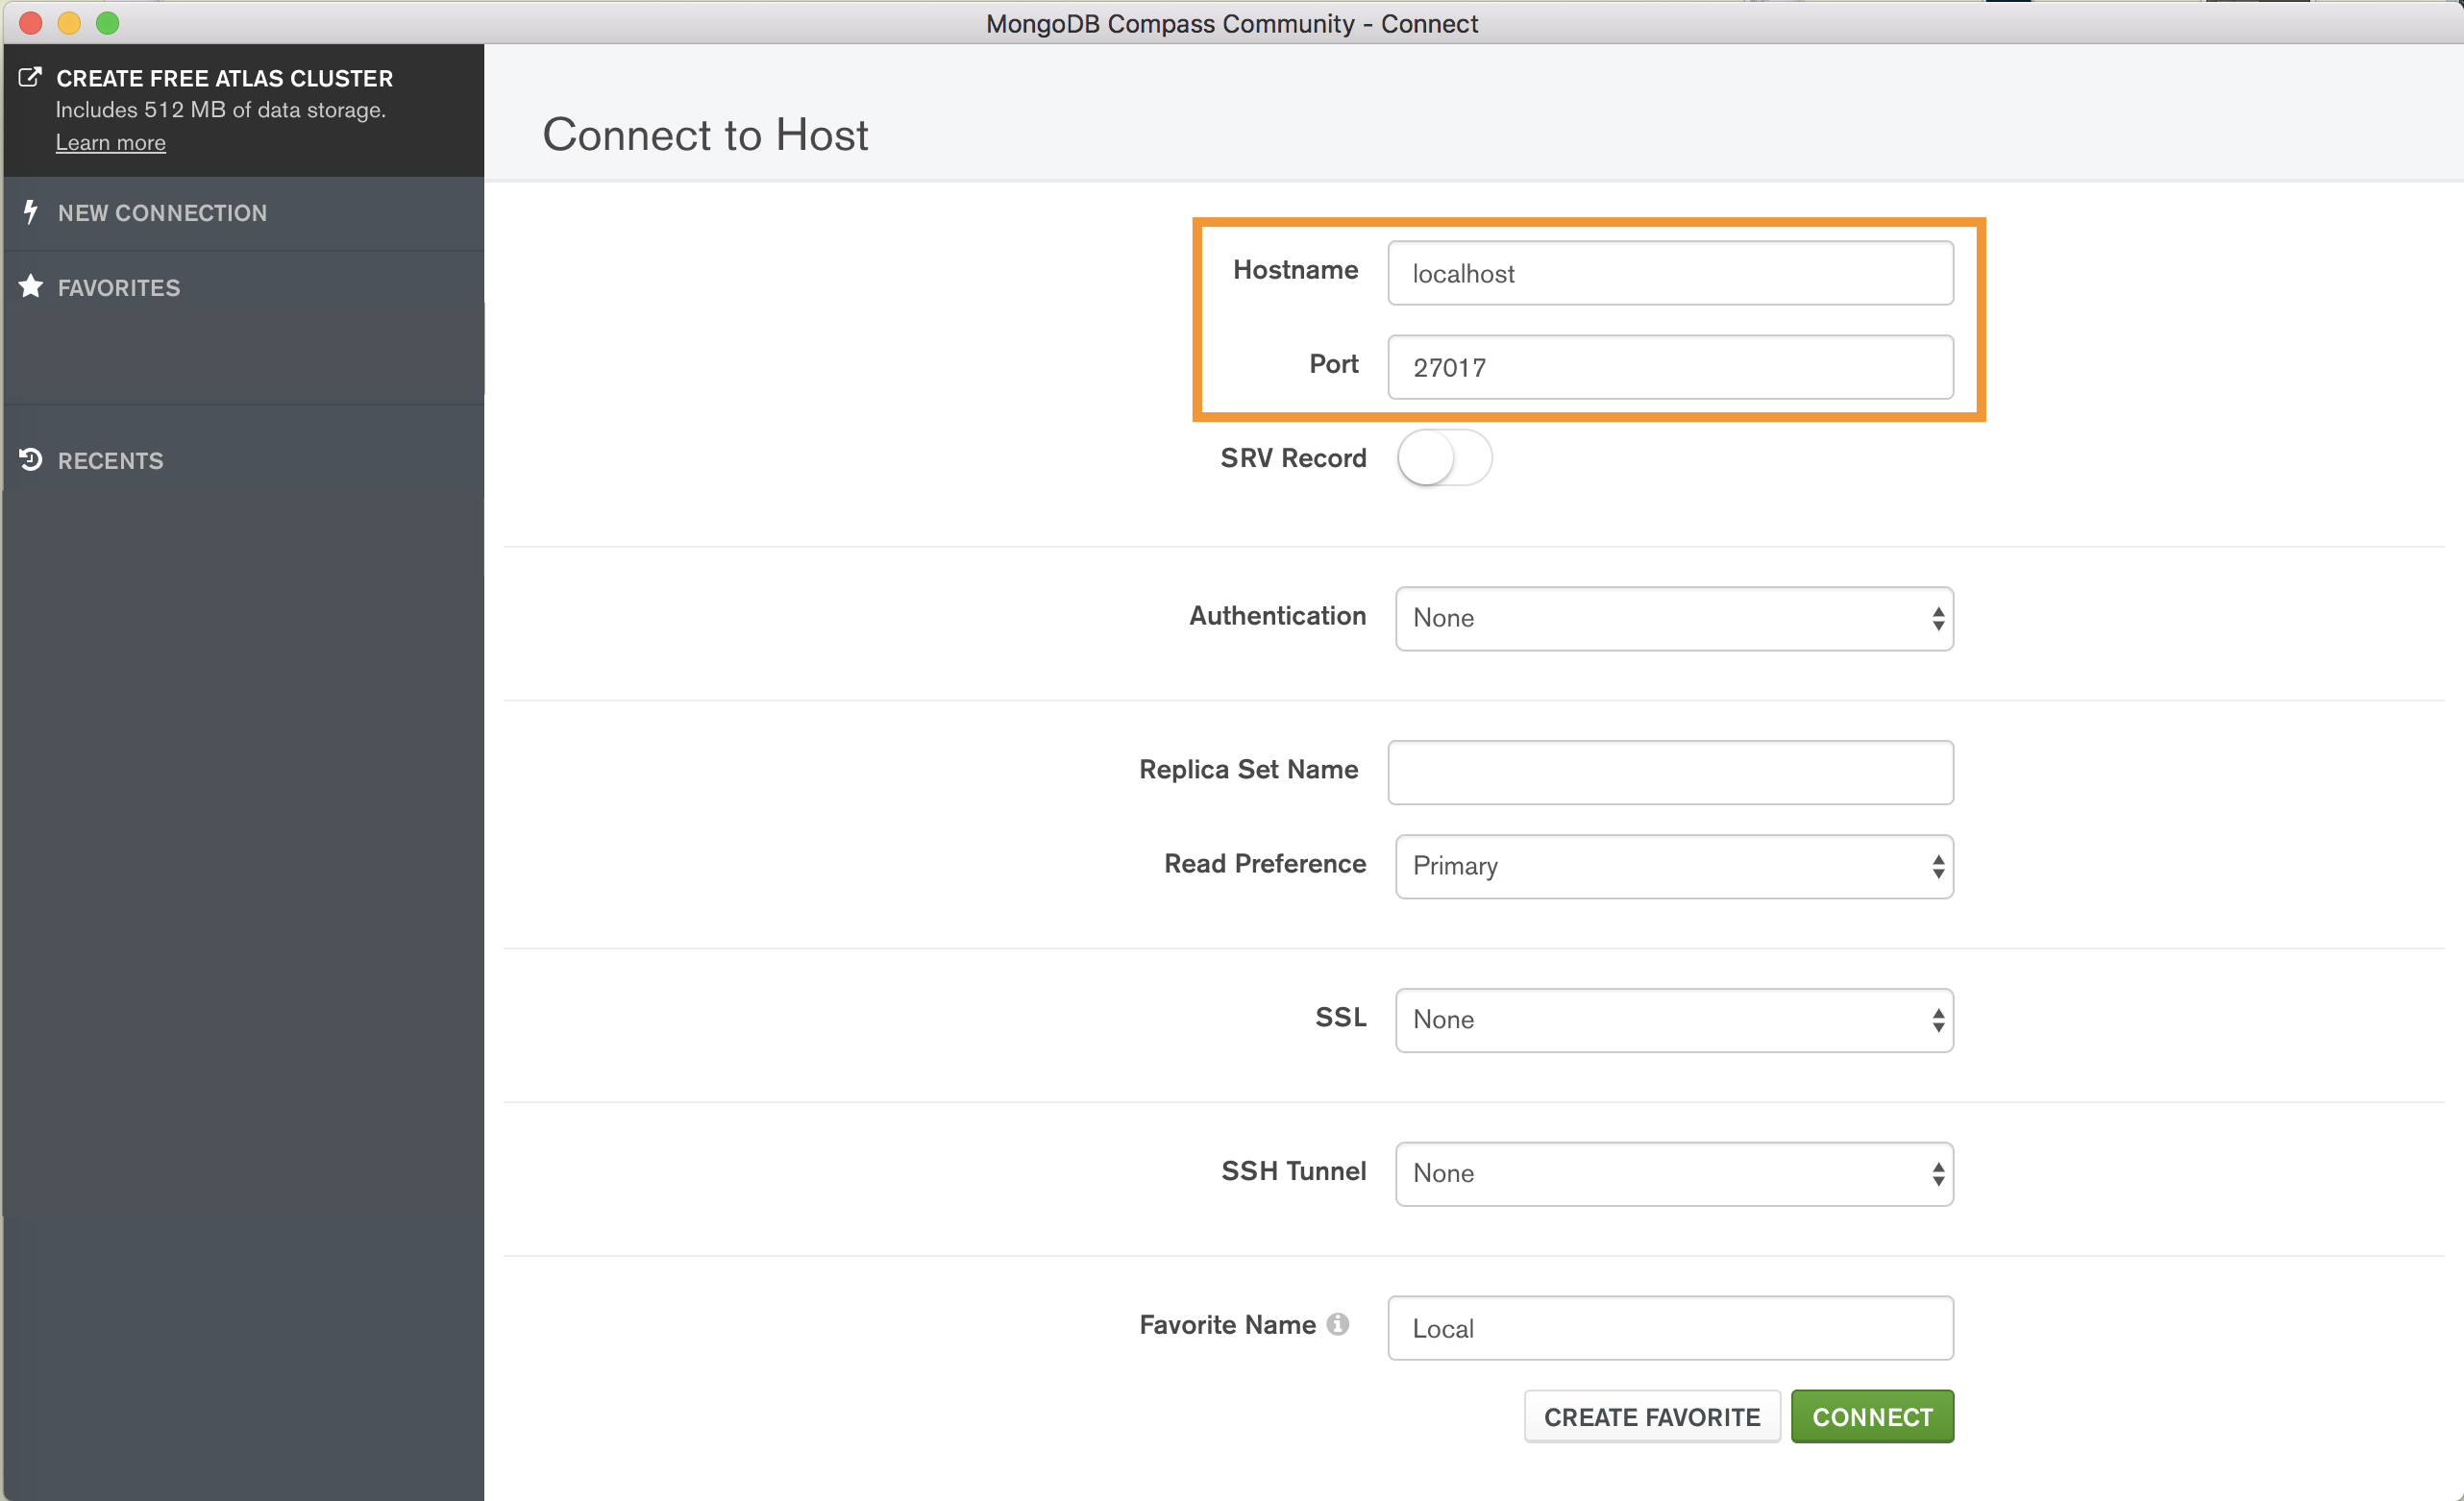 MongoDB Compass Community - Connect
CREATE FREE ATLAS CLUSTER
Includes 512 MB of data storage.
Learn more
NEW CONNECTION
FAVORITES
RECENTS
Connect to Host
Hostname localhost
Port 27017
SRV Record
Authentication None
Replica Set Name
Read Preference Primary
SSL None
SSH Tunnel None
Favorite Name Local
CREATE FAVORITE CONNECT